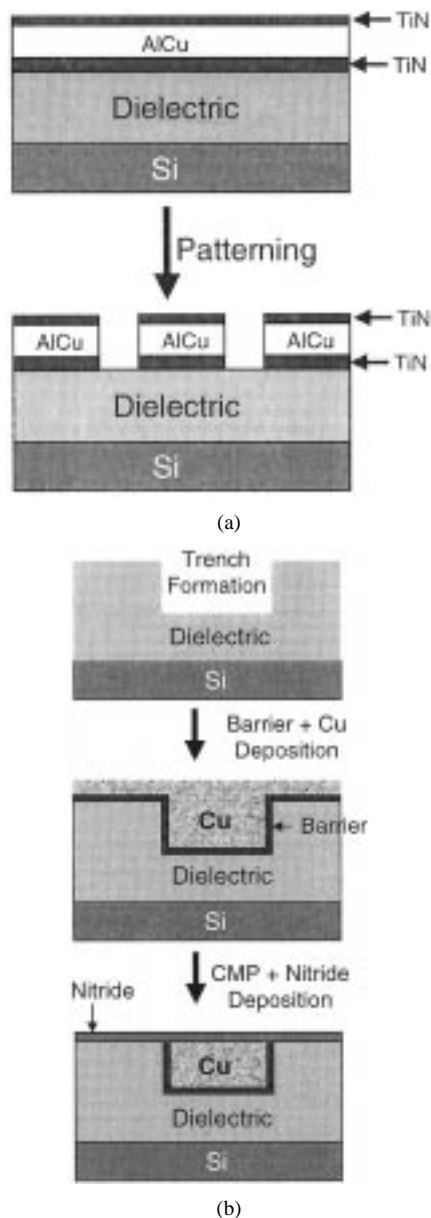 TiN
AlCu
TiN
Dielectric
Si
Patterning
TiN
AlCu AlCu AlCu
TiN
Dielectric
Si
(a)
Trench
Formation
Dielectric
Si
Barrier + Cu
Deposition
Cu
Barrier
Dielectric
Si
CMP + Nitride
Deposition
Nitride
Cu
Dielectric
Si
(b)